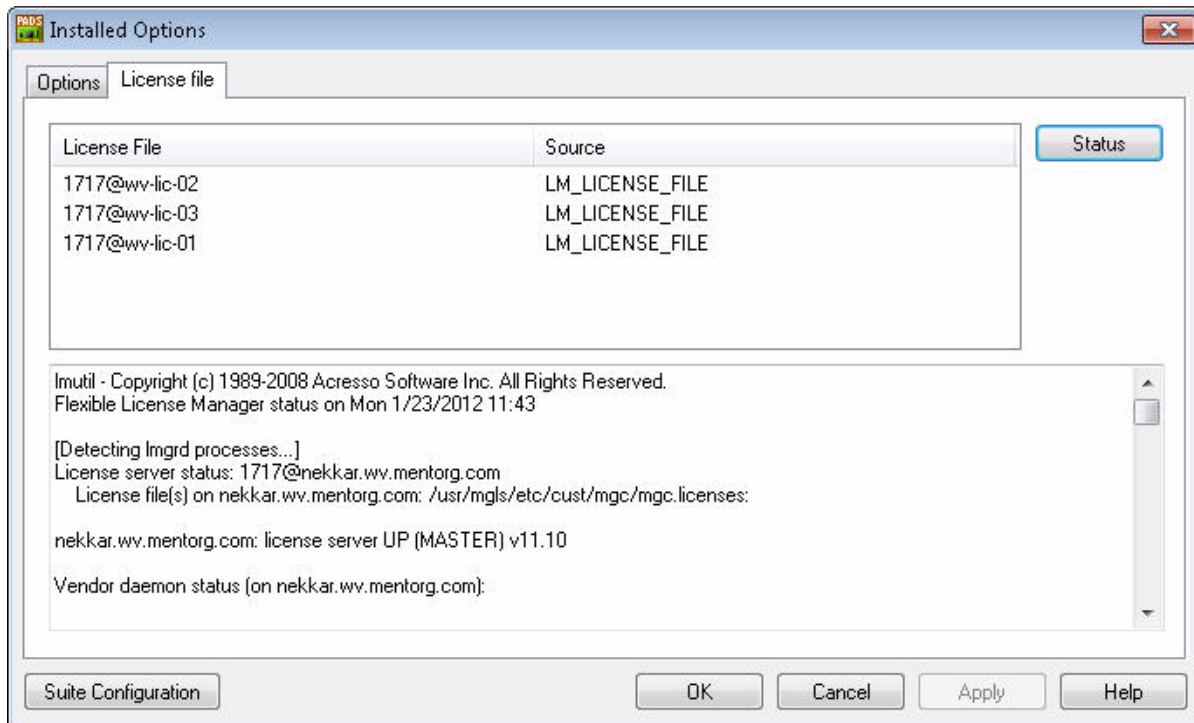 PADS
Installed Options
Options
License file
License File Source
1717@wv-lic-02 LM_LICENSE_FILE
1717@wv-lic-03 LM_LICENSE_FILE
1717@wv-lic-01 LM_LICENSE_FILE
Status
lmutil - Copyright (c) 1989-2008 Acresso Software Inc. All Rights Reserved.
Flexible License Manager status on Mon 1/23/2012 11:43
[Detecting lmgrd processes...]
License server status: 1717@nekkar.wv.mentorg.com
License file(s) on nekkar.wv.mentorg.com: /usr/mgls/etc/cust/mgc/mgc.licenses:
nekkar.wv.mentorg.com: license server UP (MASTER) v11.10
Vendor daemon status (on nekkar.wv.mentorg.com):
Suite Configuration
OK
Cancel
Apply
Help